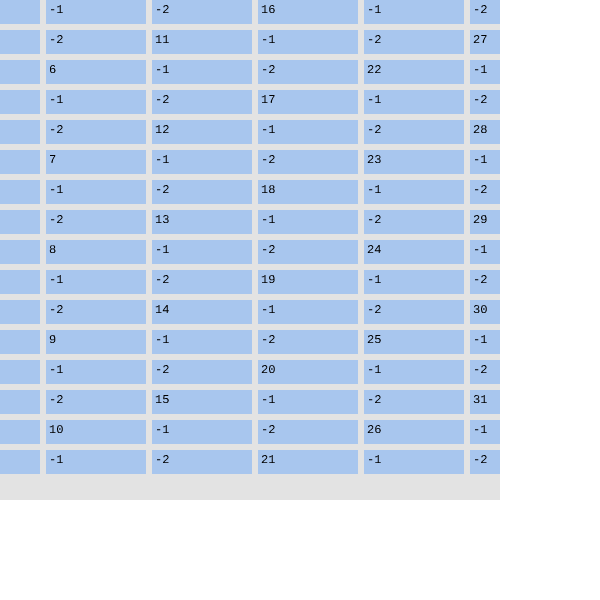 -1 -2 16 -1 -2
-2 11 -1 -2 27
6 -1 -2 22 -1
-1 -2 17 -1 -2
-2 12 -1 -2 28
7 -1 -2 23 -1
-1 -2 18 -1 -2
-2 13 -1 -2 29
8 -1 -2 24 -1
-1 -2 19 -1 -2
-2 14 -1 -2 30
9 -1 -2 25 -1
-1 -2 20 -1 -2
-2 15 -1 -2 31
10 -1 -2 26 -1
-1 -2 21 -1 -2